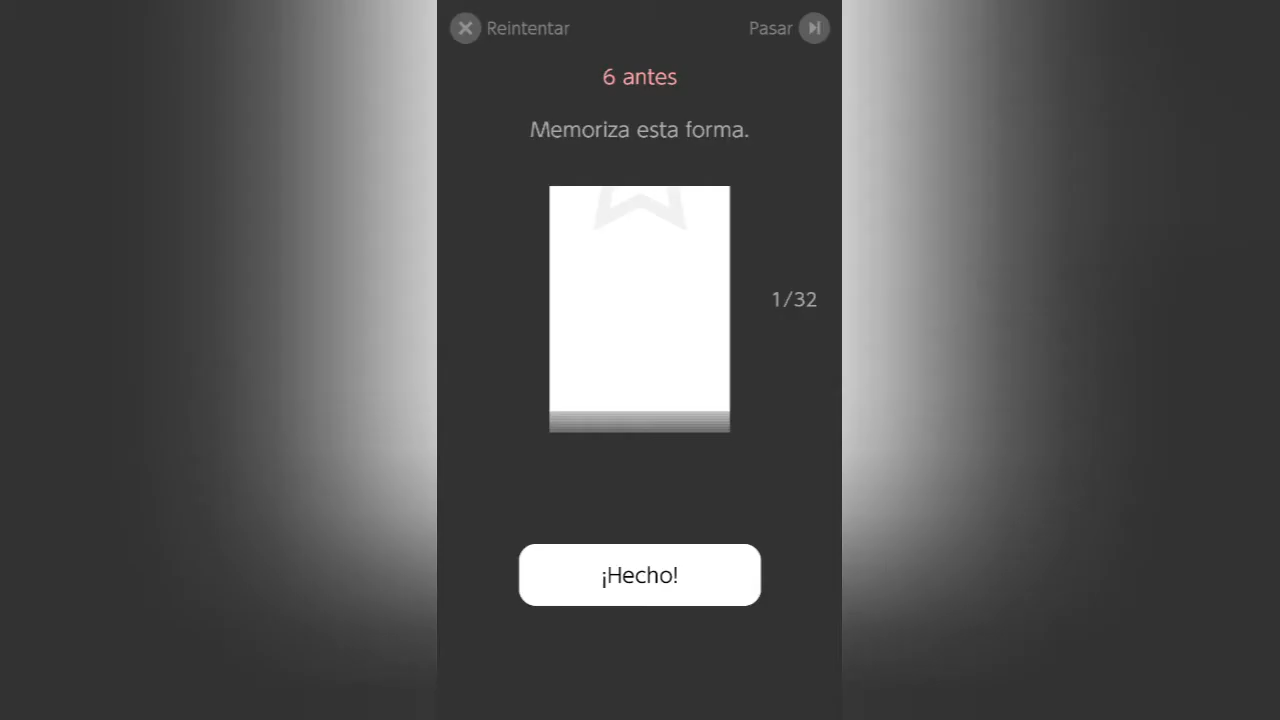 Reintentar
Pasar
6 antes
Memoriza esta forma.
1/32
¡Hecho!